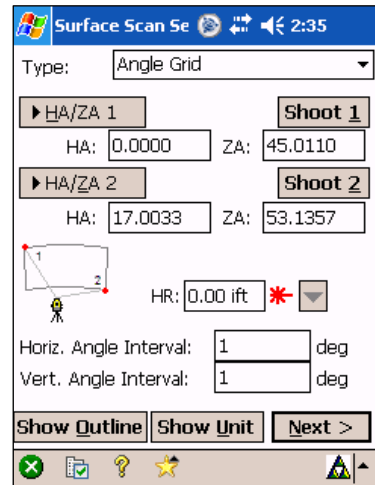 Surface Scan Se 2:35
Type: Angle Grid
HA/ZA 1 Shoot 1
HA: 0.0000 ZA: 45.0110
HA/ZA 2 Shoot 2
HA: 17.0033 ZA: 53.1357
1
2
HR: 0.00 ift
Horiz. Angle Interval: 1 deg
Vert. Angle Interval: 1 deg
Show Outline Show Unit Next >